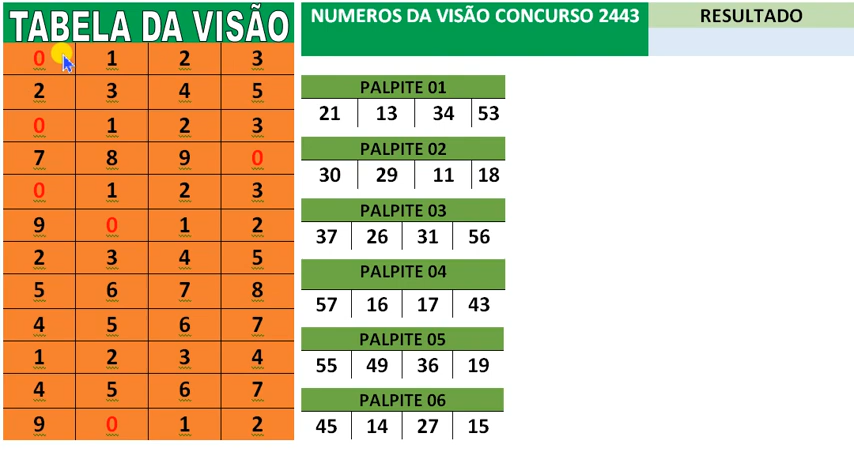 TABELA DA VISÃO
0 1 2 3
2 3 4 5
0 1 2 3
7 8 9 0
0 1 2 3
9 0 1 2
2 3 4 5
5 6 7 8
4 5 6 7
1 2 3 4
4 5 6 7
9 0 1 2
NUMEROS DA VISÃO CONCURSO 2443
RESULTADO
PALPITE 01
21 13 34 53
PALPITE 02
30 29 11 18
PALPITE 03
37 26 31 56
PALPITE 04
57 16 17 43
PALPITE 05
55 49 36 19
PALPITE 06
45 14 27 15